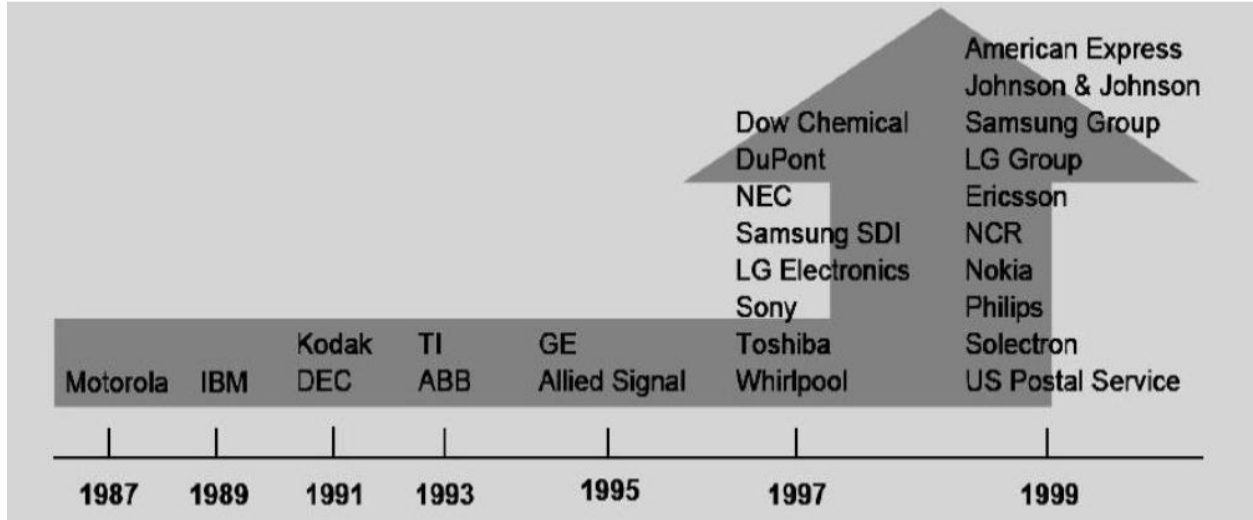 American Express
Johnson & Johnson
Dow Chemical
Samsung Group
DuPont
LG Group
NEC
Ericsson
Samsung SDI
NCR
LG Electronics
Nokia
Sony
Philips
Kodak
TI
GE
Toshiba
Solectron
Motorola
IBM
DEC
ABB
Allied Signal
Whirlpool
US Postal Service
1987
1989
1991
1993
1995
1997
1999